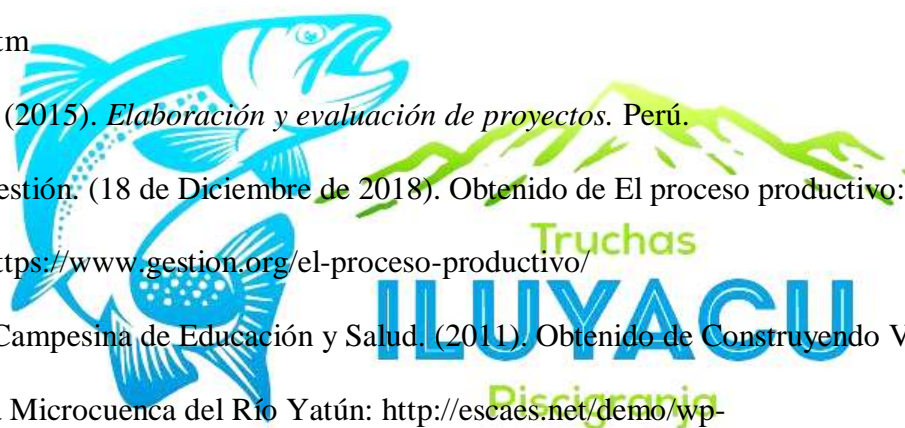 tm
(2015). Elaboración y evaluación de proyectos. Perú.
estión. (18 de Diciembre de 2018). Obtenido de El proceso productivo:
ttps://www.gestion.org/el-proceso-productivo/
Truchas
ILUYACU
Campesina de Educación y Salud. (2011). Obtenido de Construyendo V
Microcuenca del Río Yatún: http://escaes.net/demo/wp-
Piscigranja